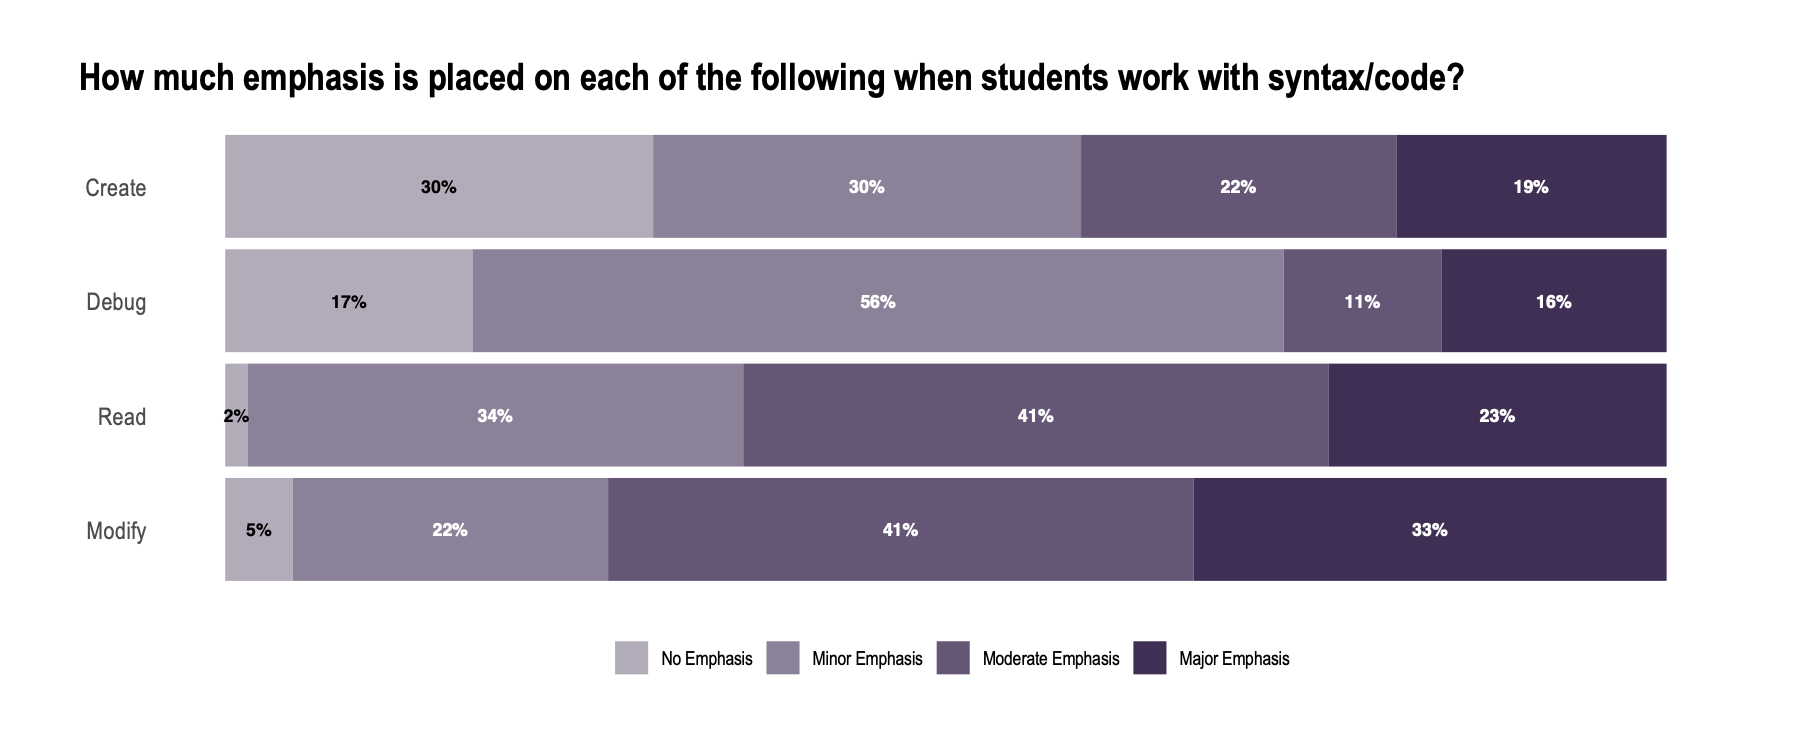 How much emphasis is placed on each of the following when students work with syntax/code?
Create 30% 30% 22% 19%
Debug 17% 56% 11% 16%
Read 2% 34% 41% 23%
Modify 5% 22% 41% 33%
No Emphasis Minor Emphasis Moderate Emphasis Major Emphasis